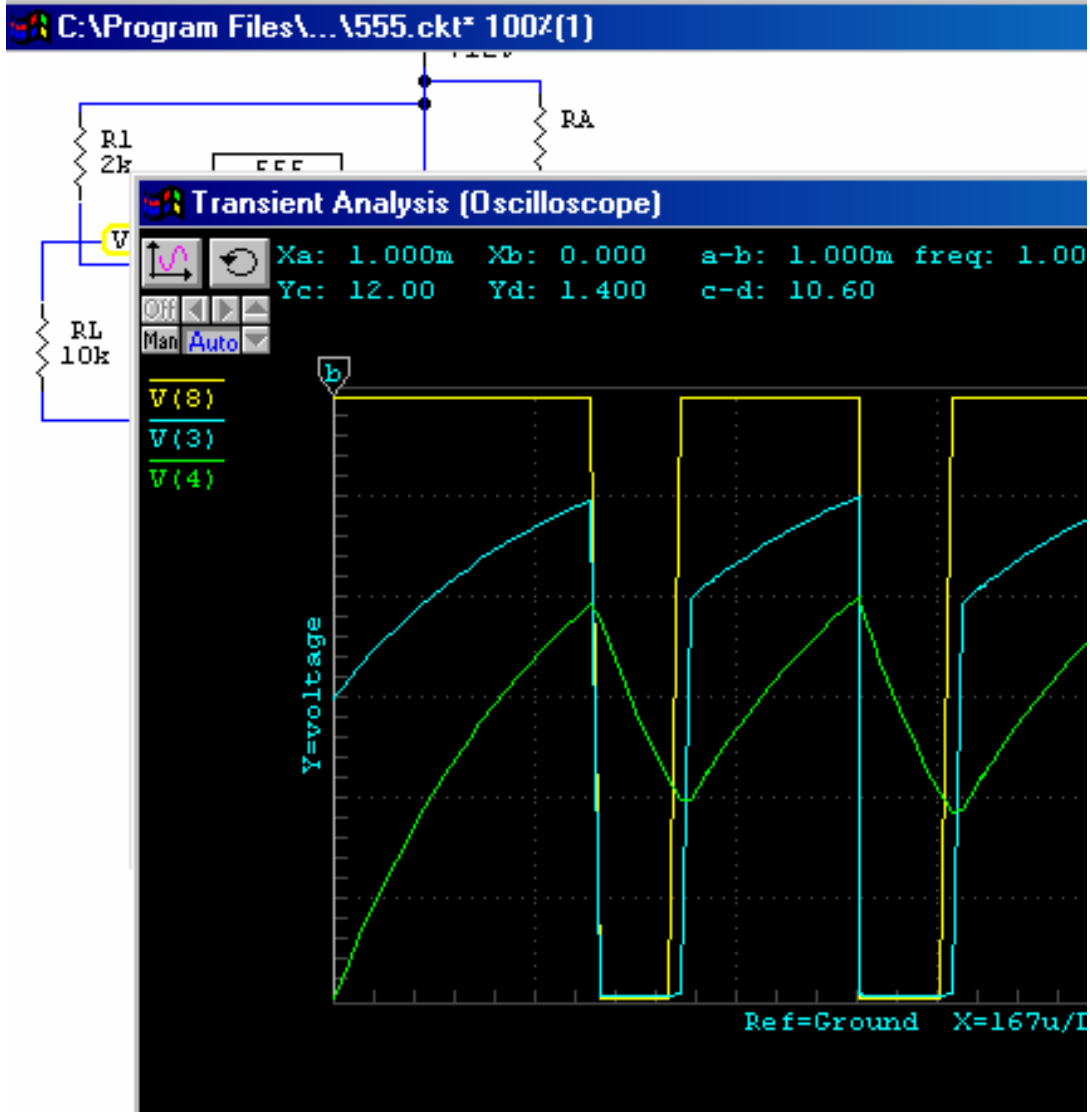 C:\Program Files\...\555.ckt* 100%(1)
RA
R1
2k
555
Transient Analysis (Oscilloscope)
V
Xa: 1.000m Xb: 0.000 a-b: 1.000m freq: 1.00
Yc: 12.00 Yd: 1.400 c-d: 10.60
Off
Man Auto
RL
10k
b
V(8)
V(3)
V(4)
Y=voltage
Ref=Ground X=167u/D